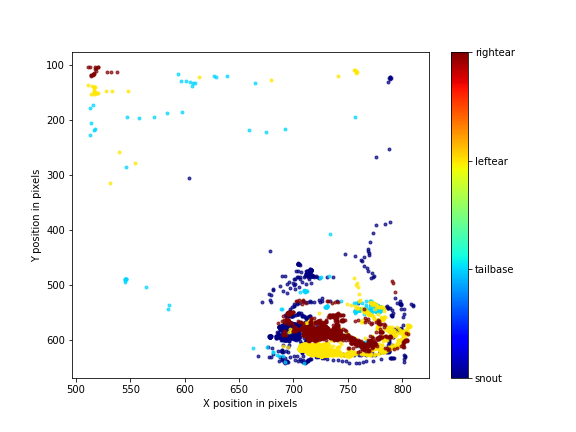 100
200
300
400
500
600
Y position in pixels
500
550
600
650
700
750
800
X position in pixels
rightear
leftear
tailbase
snout